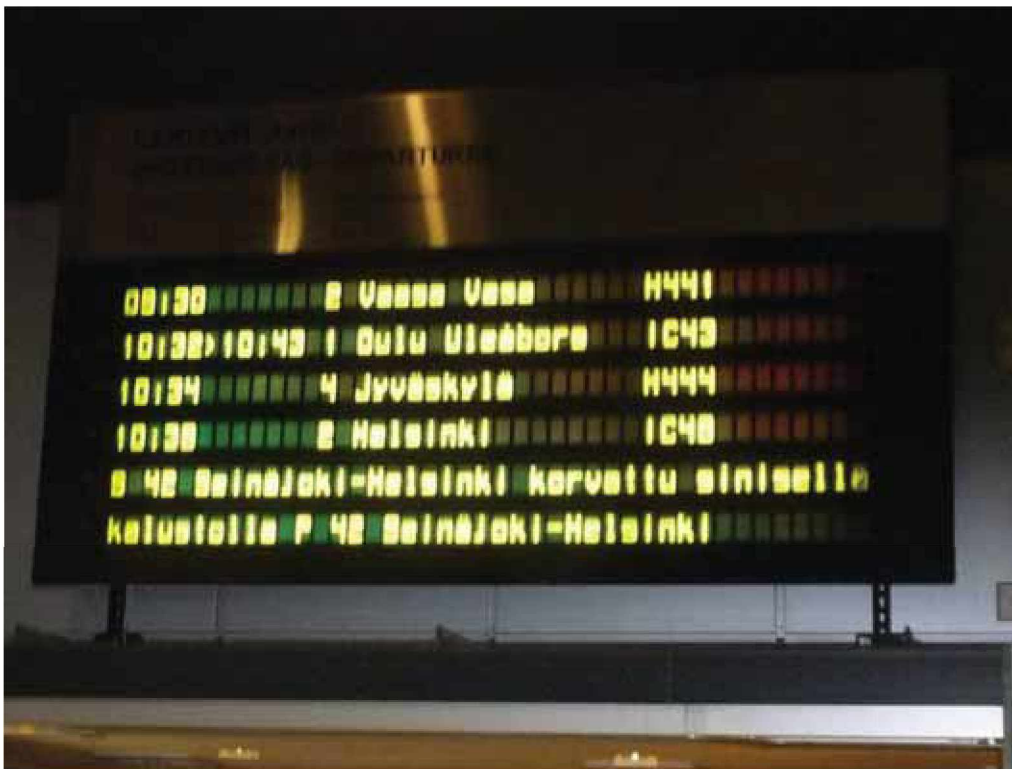 DEPARTURES
09:30 2 Vaasa Vasa H441
10:32>10:43 1 Oulu Uleåborg IC43
10:34 4 Jyväskylä H444
10:38 2 Helsinki IC48
42 Seinäjoki-Helsinki korvattu sinisellä
kalustolla P 42 Seinäjoki-Helsinki